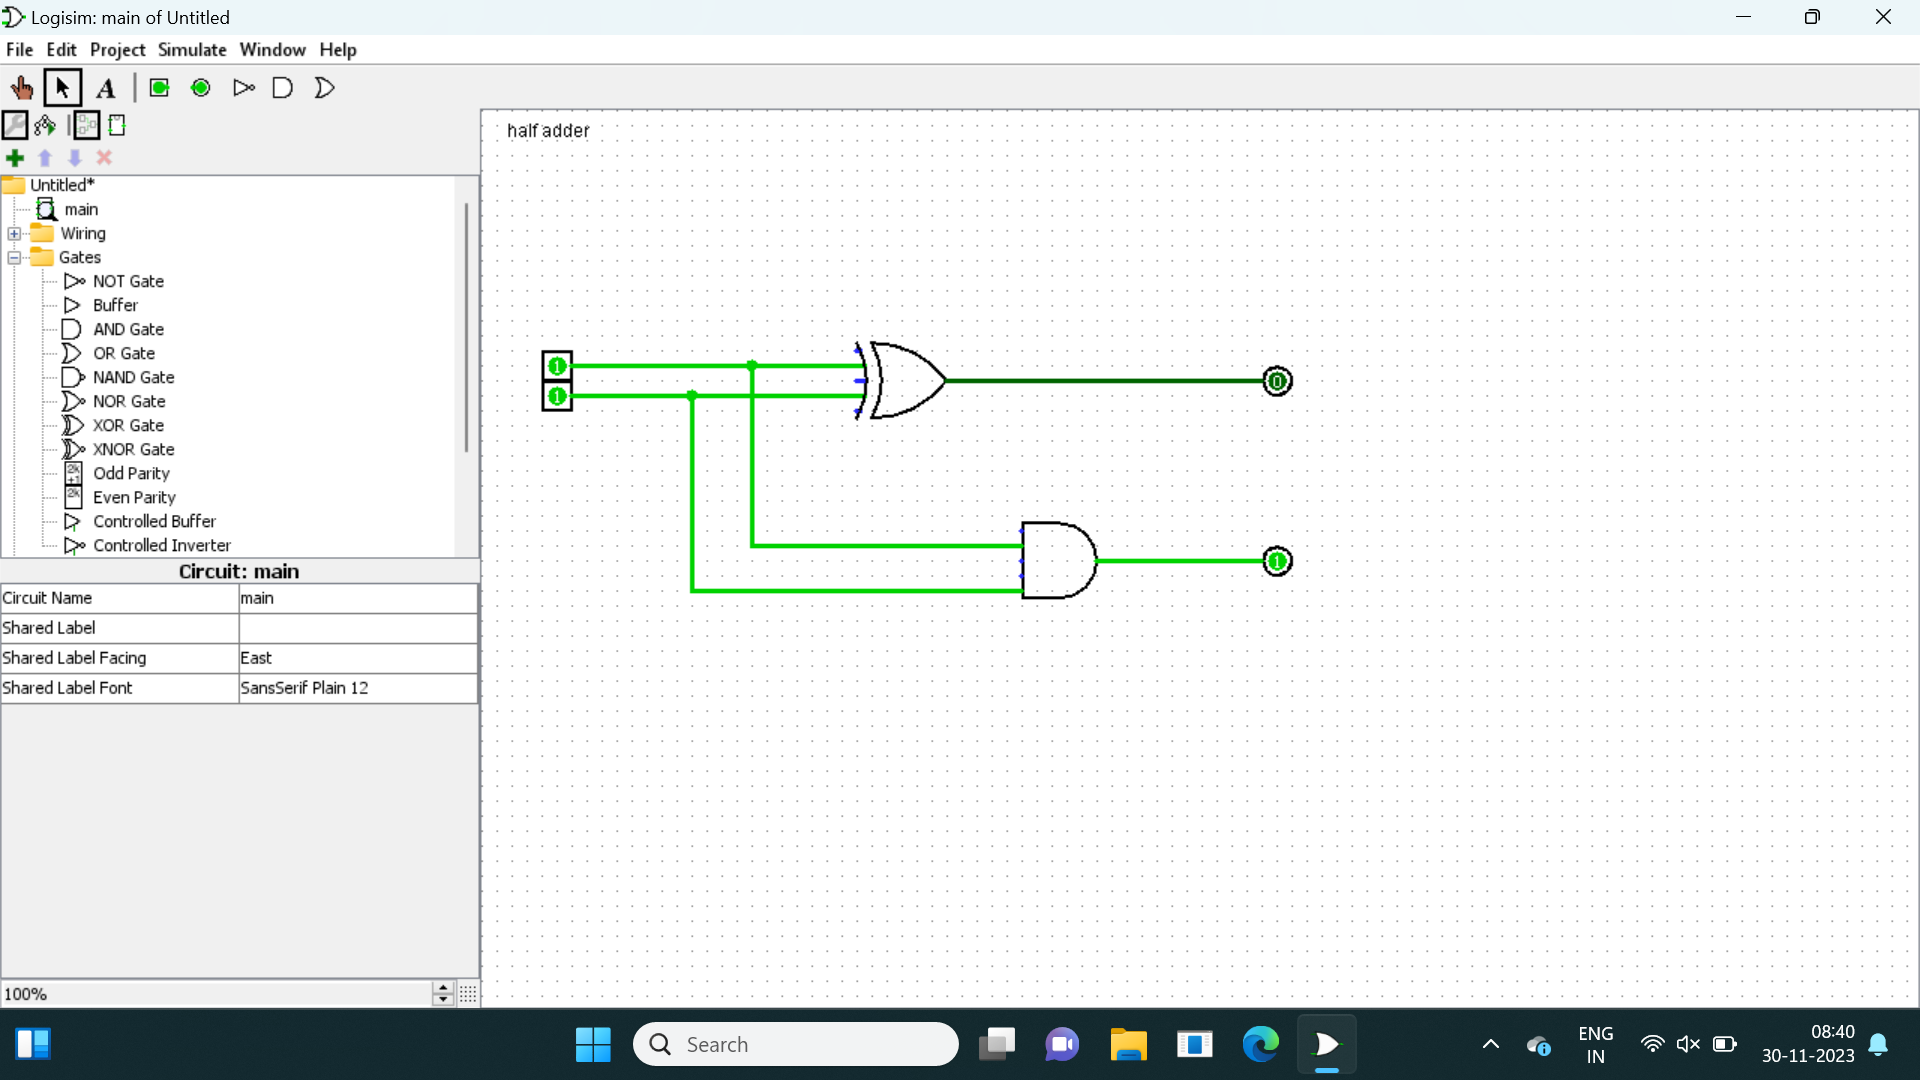 Logisim: main of Untitled
File Edit Project Simulate Window Help
A
half adder
Untitled*
main
Wiring
Gates
NOT Gate
Buffer
AND Gate
OR Gate
NAND Gate
NOR Gate
XOR Gate
XNOR Gate
2k+1 Odd Parity
2k Even Parity
Controlled Buffer
Controlled Inverter
1
1
0
1
Circuit: main
Circuit Name main
Shared Label
Shared Label Facing East
Shared Label Font SansSerif Plain 12
100%
Search
ENG
IN
08:40
30-11-2023